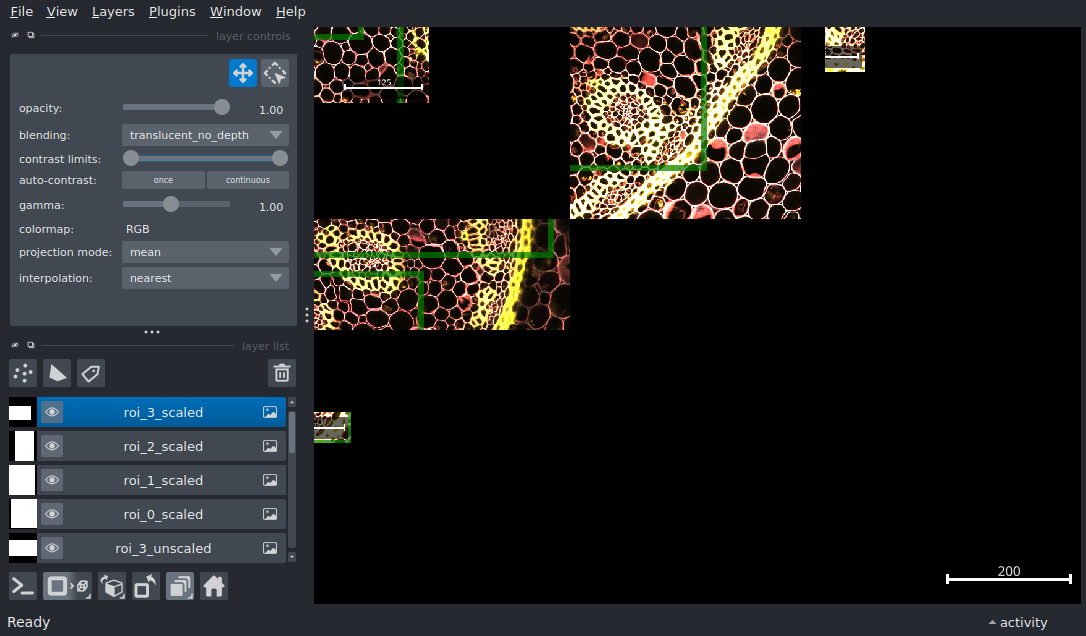 File View Layers Plugins Window Help
layer controls
opacity: 1.00
blending: translucent_no_depth
contrast limits:
auto-contrast: once continuous
gamma: 1.00
colormap: RGB
projection mode: mean
interpolation: nearest
layer list
roi_3_scaled
roi_2_scaled
roi_1_scaled
roi_0_scaled
roi_3_unscaled
125
200
Ready
activity